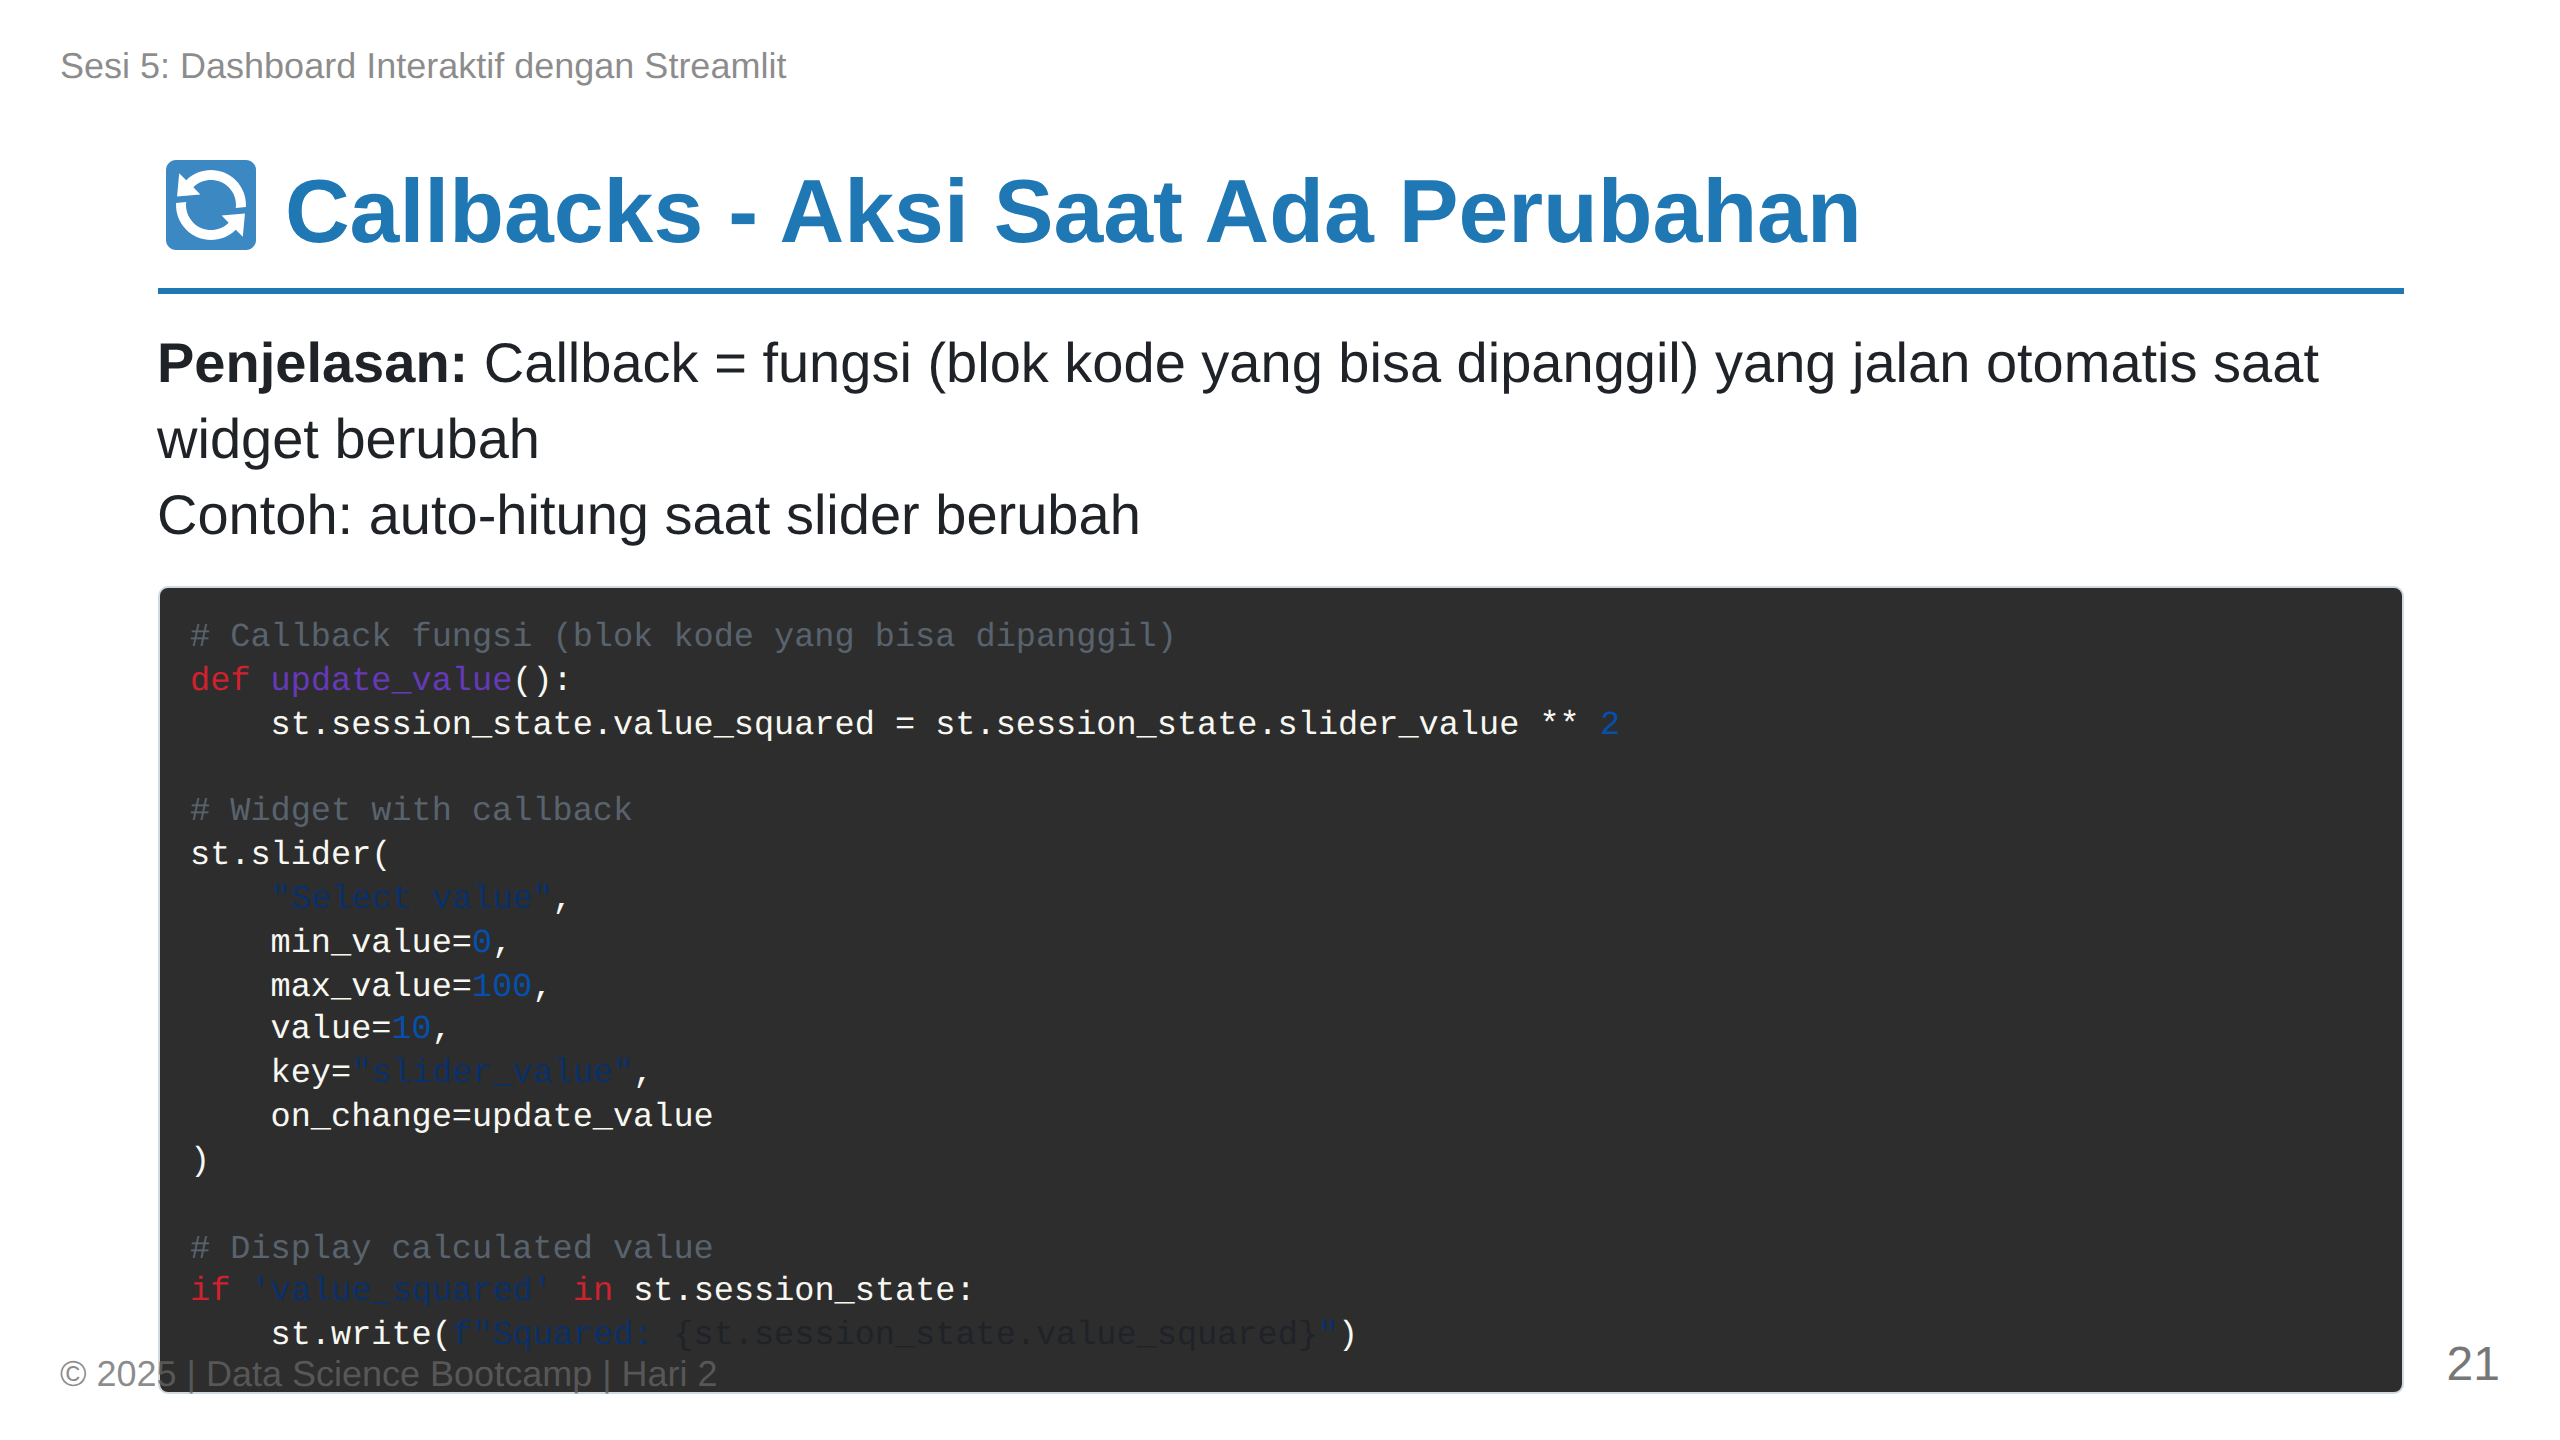 Sesi 5: Dashboard Interaktif dengan Streamlit
Callbacks - Aksi Saat Ada Perubahan
Penjelasan: Callback = fungsi (blok kode yang bisa dipanggil) yang jalan otomatis saat
widget berubah
Contoh: auto-hitung saat slider berubah
# Callback fungsi (blok kode yang bisa dipanggil)
def update_value():
    st.session_state.value_squared = st.session_state.slider_value ** 2

# Widget with callback
st.slider(
    "Select value",
    min_value=0,
    max_value=100,
    value=10,
    key="slider_value",
    on_change=update_value
)

# Display calculated value
if 'value_squared' in st.session_state:
    st.write(f"Squared: {st.session_state.value_squared}")
© 2025 | Data Science Bootcamp | Hari 2
21